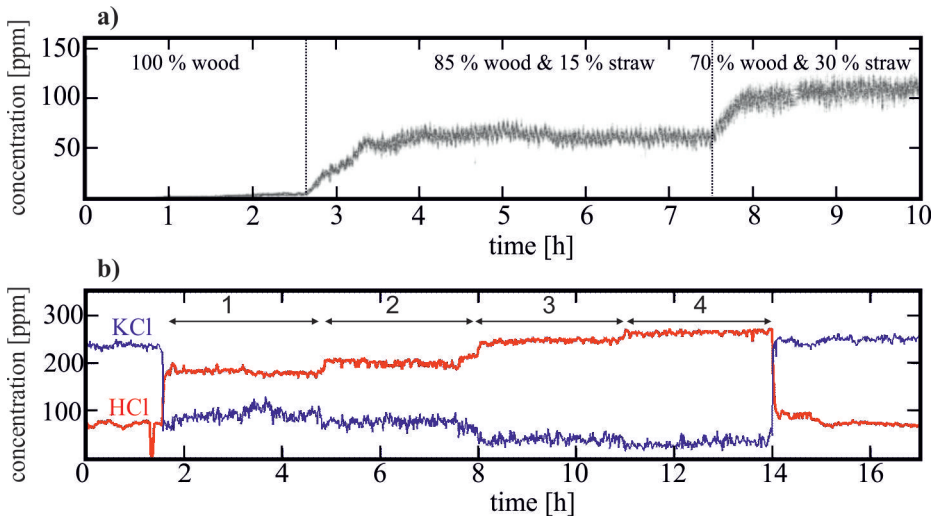 a)
concentration [ppm]
150
100
50
100 % wood
85 % wood & 15 % straw
70 % wood & 30 % straw
0 1 2 3 4 5 6 7 8 9 10
time [h]
b)
concentration [ppm]
300
200
100
KCl
HCl
1 2 3 4
0 2 4 6 8 10 12 14 16
time [h]